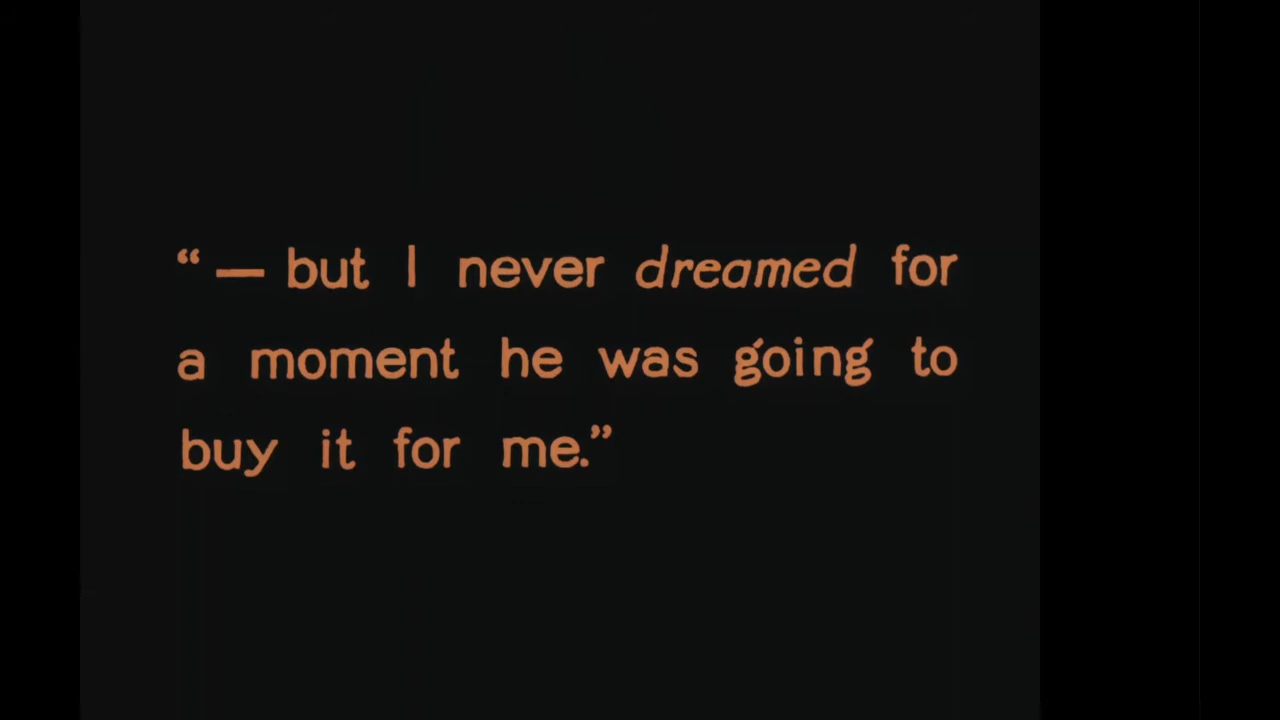 “— but I never dreamed for
a moment he was going to
buy it for me.”